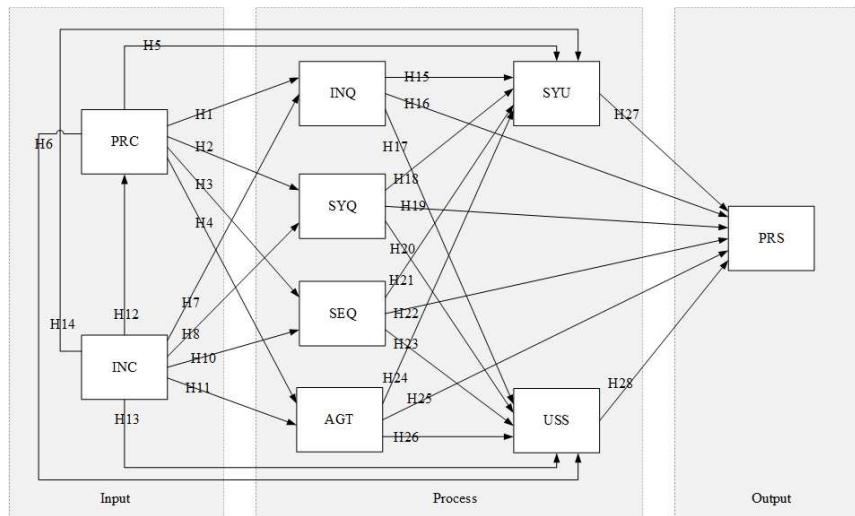 H5
H15
INQ
SYU
H16
H1
H27
PRC
H6
H2
H17
H3
H18
SYQ
H19
H4
PRS
H20
H21
H7
SEQ
H22
H12
H14
H8
H23
H10
INC
H24
H11
H25
H28
H13
AGT
USS
H26
Input
Process
Output